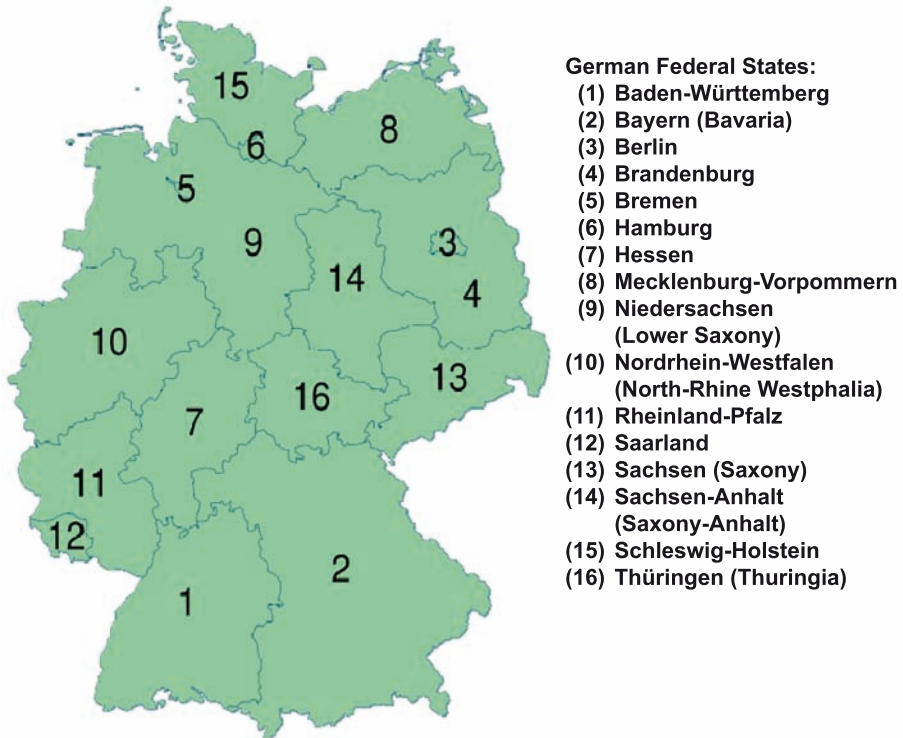 15
8
6
5
9
3
14
4
10
13
16
7
11
12
2
1
German Federal States:
(1) Baden-Württemberg
(2) Bayern (Bavaria)
(3) Berlin
(4) Brandenburg
(5) Bremen
(6) Hamburg
(7) Hessen
(8) Mecklenburg-Vorpommern
(9) Niedersachsen
(Lower Saxony)
(10) Nordrhein-Westfalen
(North-Rhine Westphalia)
(11) Rheinland-Pfalz
(12) Saarland
(13) Sachsen (Saxony)
(14) Sachsen-Anhalt
(Saxony-Anhalt)
(15) Schleswig-Holstein
(16) Thüringen (Thuringia)